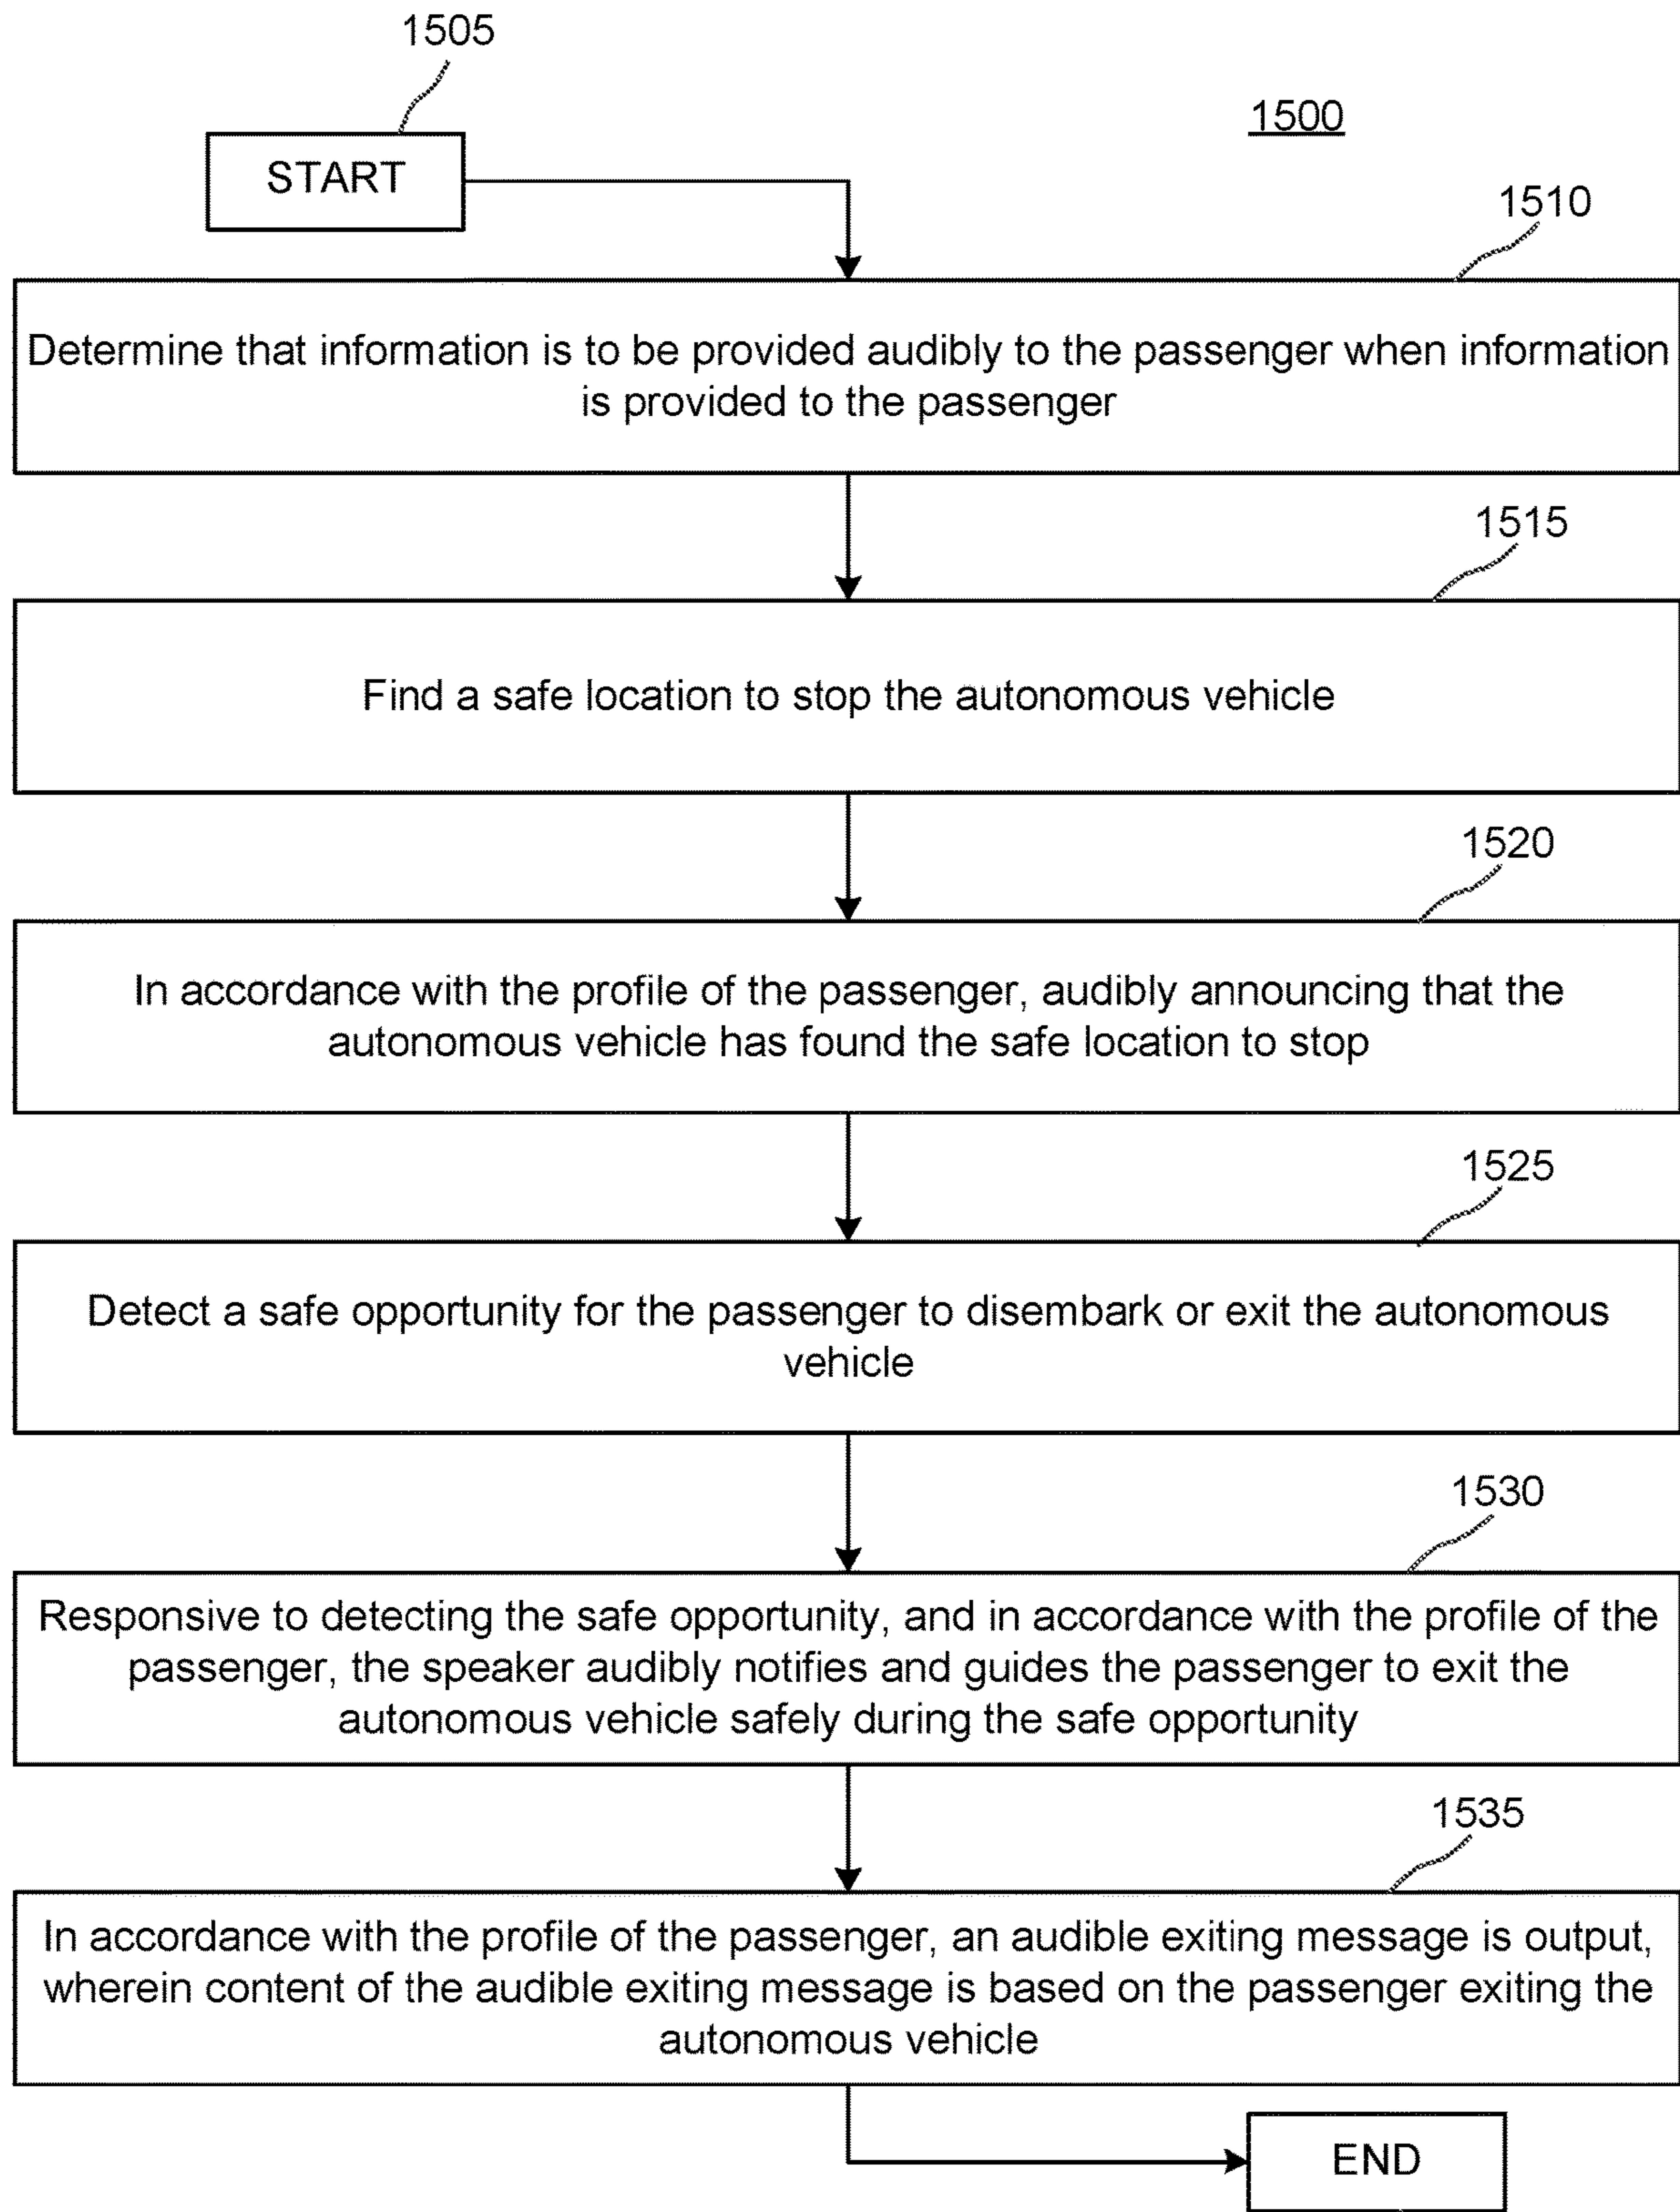 1505
1500
START
1510
Determine that information is to be provided audibly to the passenger when information
is provided to the passenger
1515
Find a safe location to stop the autonomous vehicle
1520
In accordance with the profile of the passenger, audibly announcing that the
autonomous vehicle has found the safe location to stop
1525
Detect a safe opportunity for the passenger to disembark or exit the autonomous
vehicle
1530
Responsive to detecting the safe opportunity, and in accordance with the profile of the
passenger, the speaker audibly notifies and guides the passenger to exit the
autonomous vehicle safely during the safe opportunity
1535
In accordance with the profile of the passenger, an audible exiting message is output,
wherein content of the audible exiting message is based on the passenger exiting the
autonomous vehicle
END